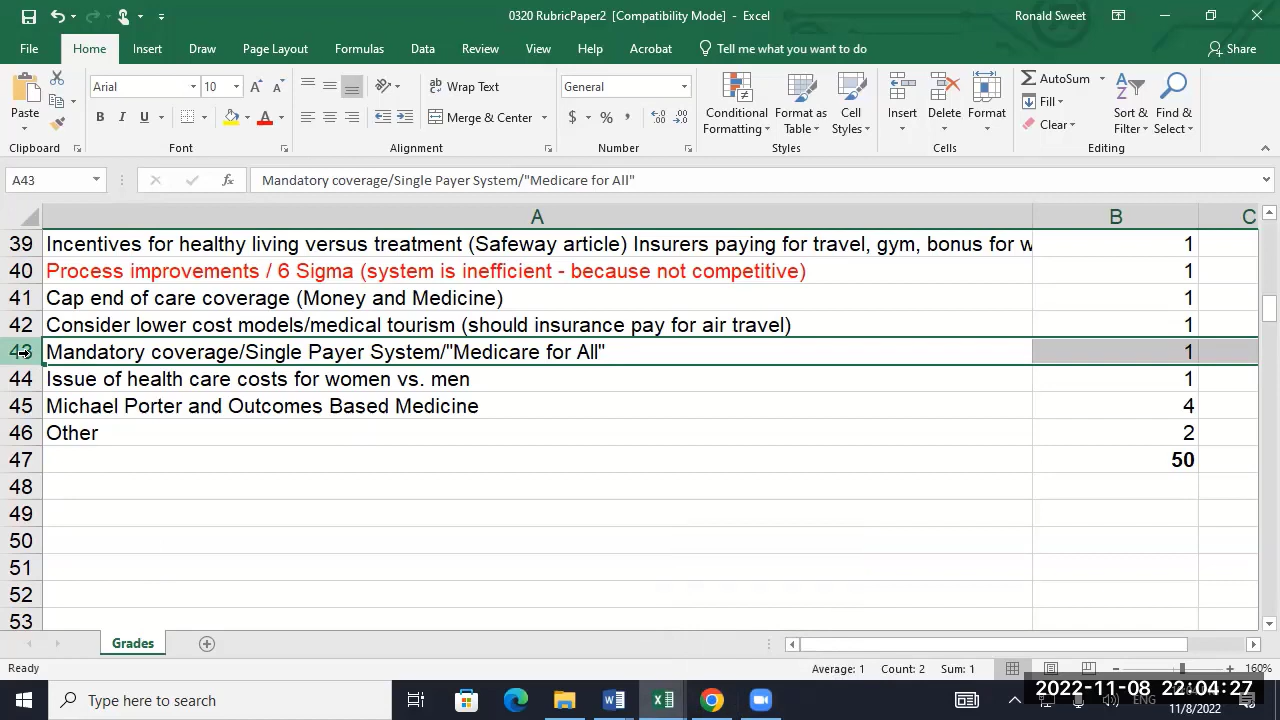 0320 RubricPaper2 [Compatibility Mode] - Excel
Ronald Sweet
File Home Insert Draw Page Layout Formulas Data Review View Help Acrobat Tell me what you want to do Share
Paste
Arial 10
B I U A
Wrap Text
Merge & Center
General
$ % ,
Conditional Formatting
Format as Table
Cell Styles
Insert
Delete
Format
AutoSum
Fill
Clear
Sort & Filter
Find & Select
Clipboard Font Alignment Number Styles Cells Editing
A43 fx Mandatory coverage/Single Payer System/"Medicare for All"
A B C
39 Incentives for healthy living versus treatment (Safeway article) Insurers paying for travel, gym, bonus for w 1
40 Process improvements / 6 Sigma (system is inefficient - because not competitive) 1
41 Cap end of care coverage (Money and Medicine) 1
42 Consider lower cost models/medical tourism (should insurance pay for air travel) 1
43 Mandatory coverage/Single Payer System/"Medicare for All" 1
44 Issue of health care costs for women vs. men 1
45 Michael Porter and Outcomes Based Medicine 4
46 Other 2
47 50
48
49
50
51
52
53
Grades
Ready Average: 1 Count: 2 Sum: 1 160%
Type here to search
2022-11-08 22:04:27
ENG
11/8/2022